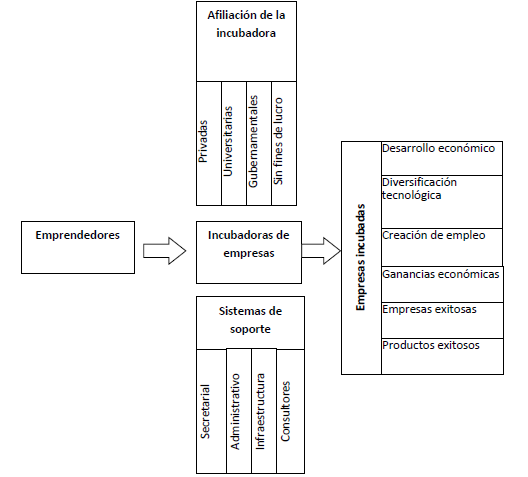 Afiliación de la
incubadora
Privadas
Universitarias
Gubernamentales
Sin fines de lucro
Emprendedores
Incubadoras de
empresas
Sistemas de
soporte
Secretarial
Administrativo
Infraestructura
Consultores
Empresas incubadas
Desarrollo económico
Diversificación
tecnológica
Creación de empleo
Ganancias económicas
Empresas exitosas
Productos exitosos